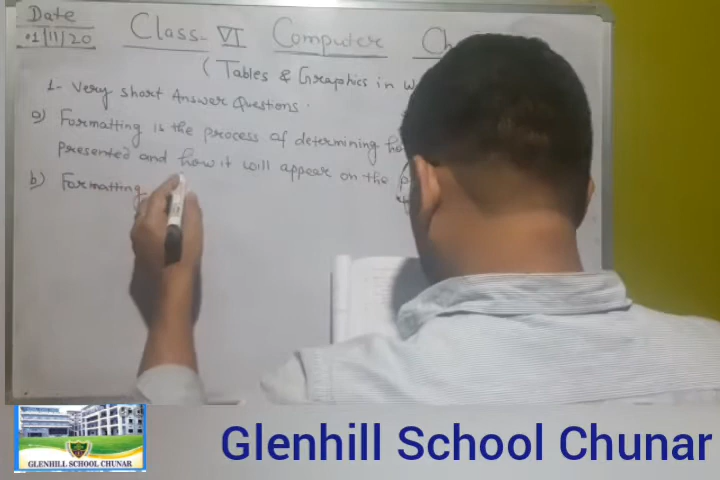 Date
01/11/20
Class-VI Computer Ch
(Tables & Graphics in W
1- Very short Answer Questions.
a) Formatting is the process of determining
presented and how it will appear on the
b) Formatting
GLENHILL SCHOOL CHUNAR
Glenhill School Chunar